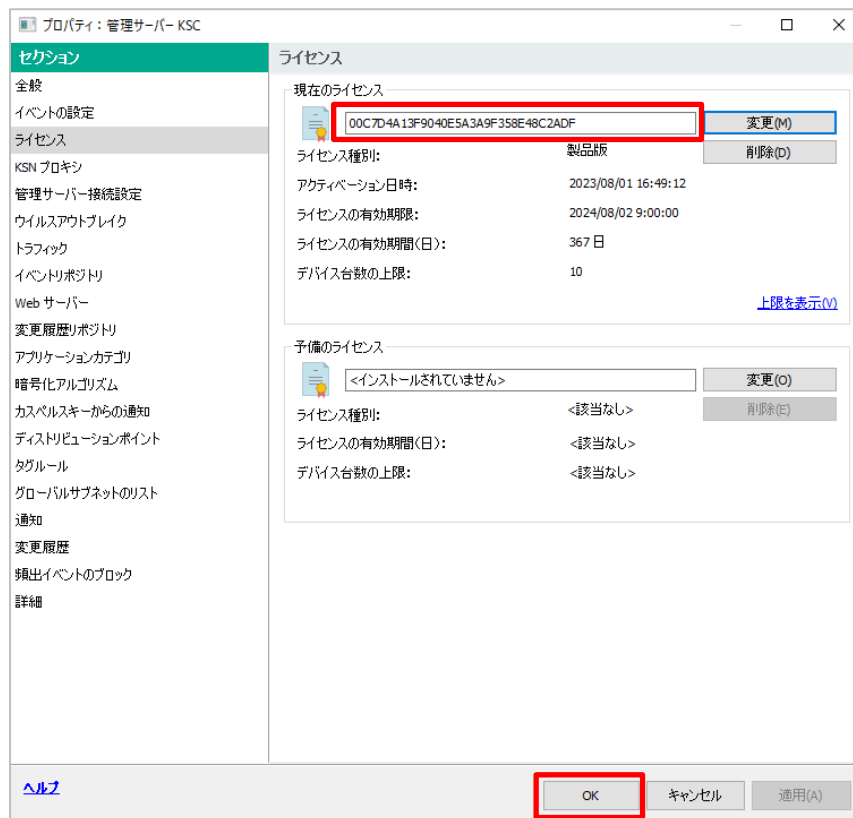 プロパティ：管理サーバー KSC
セクション
全般
イベントの設定
ライセンス
KSN プロキシ
管理サーバー接続設定
ウイルスアウトブレイク
トラフィック
イベントリポジトリ
Web サーバー
変更履歴リポジトリ
アプリケーションカテゴリ
暗号化アルゴリズム
カスペルスキーからの通知
ディストリビューションポイント
タグルール
グローバルサブネットのリスト
通知
変更履歴
頻出イベントのブロック
詳細
ライセンス
現在のライセンス
00C7D4A13F9040E5A3A9F358E48C2ADF 変更(M)
ライセンス種別: 製品版 削除(D)
アクティベーション日時: 2023/08/01 16:49:12
ライセンスの有効期限: 2024/08/02 9:00:00
ライセンスの有効期間(日): 367 日
デバイス台数の上限: 10
上限を表示(V)
予備のライセンス
<インストールされていません> 変更(O)
ライセンス種別: <該当なし> 削除(E)
ライセンスの有効期間(日): <該当なし>
デバイス台数の上限: <該当なし>
ヘルプ OK キャンセル 適用(A)